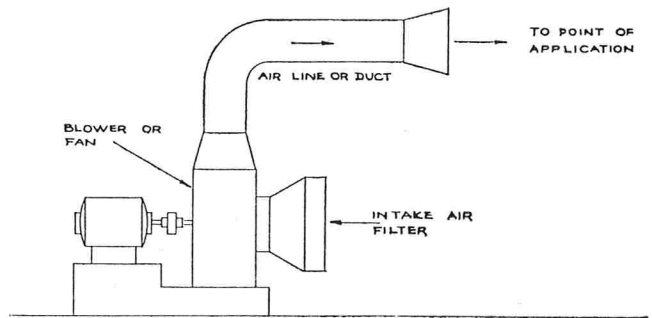 TO POINT OF
APPLICATION
AIR LINE OR DUCT
BLOWER OR
FAN
INTAKE AIR
FILTER